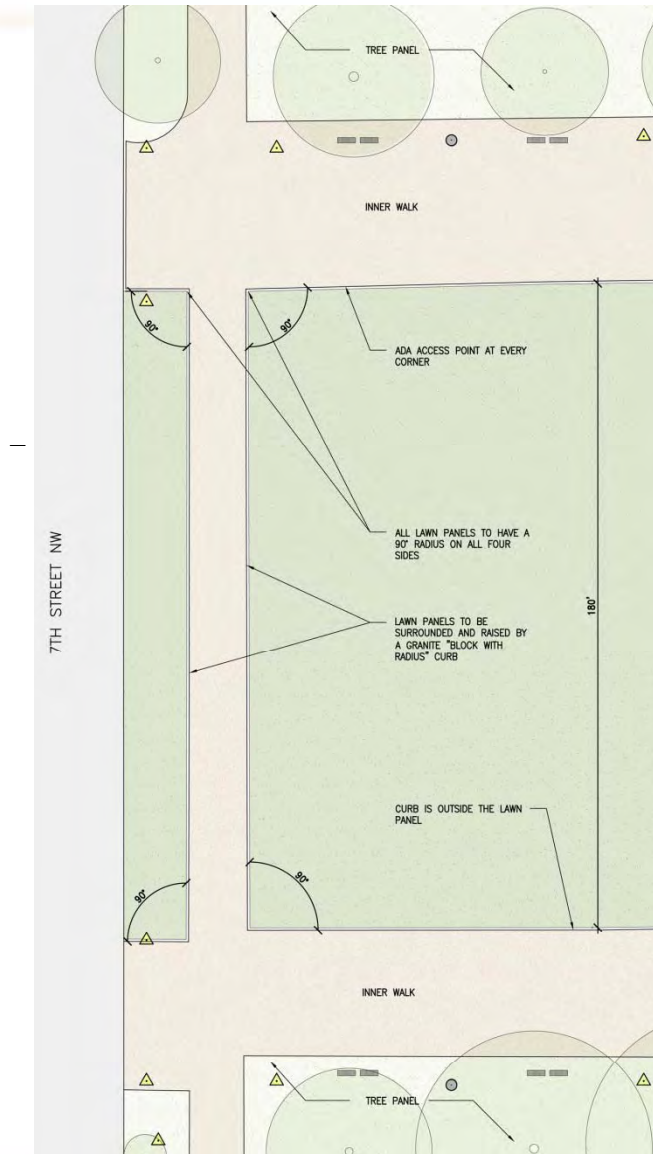 TREE PANEL
INNER WALK
90°
90°
ADA ACCESS POINT AT EVERY
CORNER
ALL LAWN PANELS TO HAVE A
90° RADIUS ON ALL FOUR
SIDES
7TH STREET NW
180'
LAWN PANELS TO BE
SURROUNDED AND RAISED BY
A GRANITE "BLOCK WITH
RADIUS" CURB
CURB IS OUTSIDE THE LAWN
PANEL
90°
90°
INNER WALK
TREE PANEL